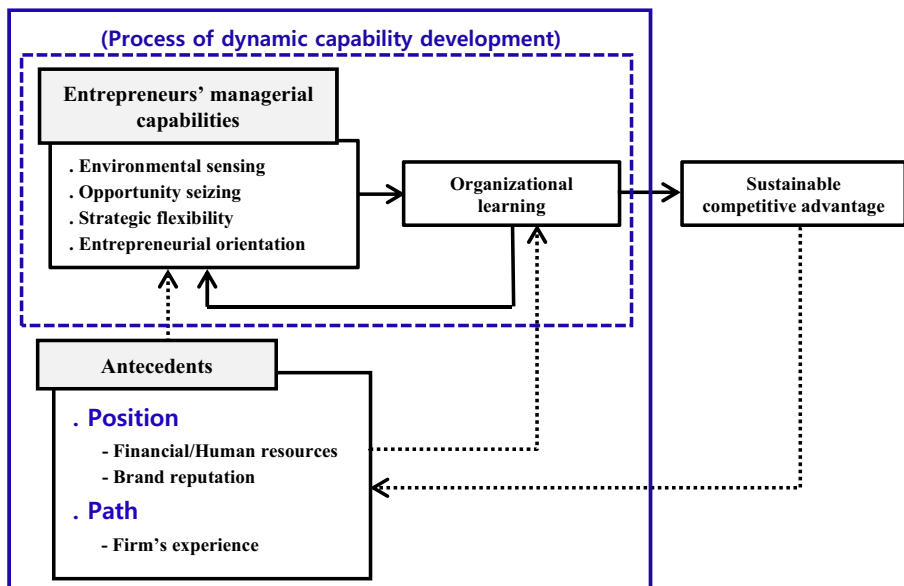 (Process of dynamic capability development)
Entrepreneurs’ managerial
capabilities
. Environmental sensing
. Opportunity seizing
. Strategic flexibility
. Entrepreneurial orientation
Organizational
learning
Sustainable
competitive advantage
Antecedents
. Position
- Financial/Human resources
- Brand reputation
. Path
- Firm’s experience